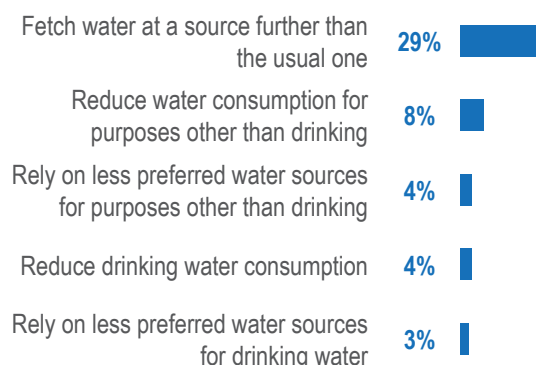 Fetch water at a source further than
the usual one
29%
Reduce water consumption for
purposes other than drinking
8%
Rely on less preferred water sources
for purposes other than drinking
4%
Reduce drinking water consumption
4%
Rely on less preferred water sources
for drinking water
3%